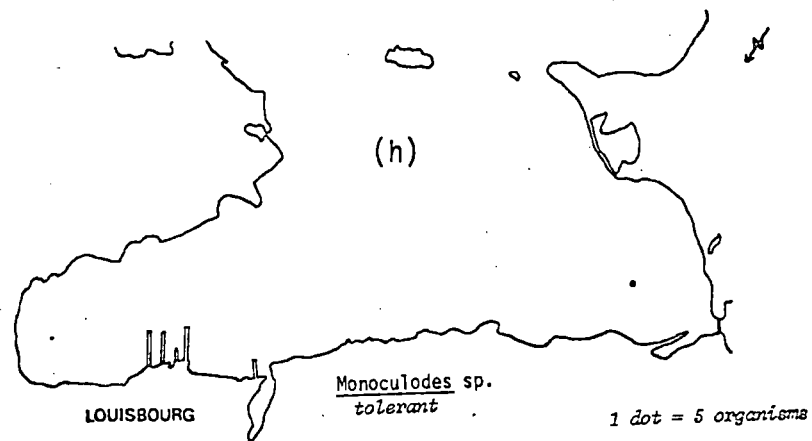 (h)
Monoculodes sp.
tolerant
LOUISBOURG
1 dot = 5 organisms